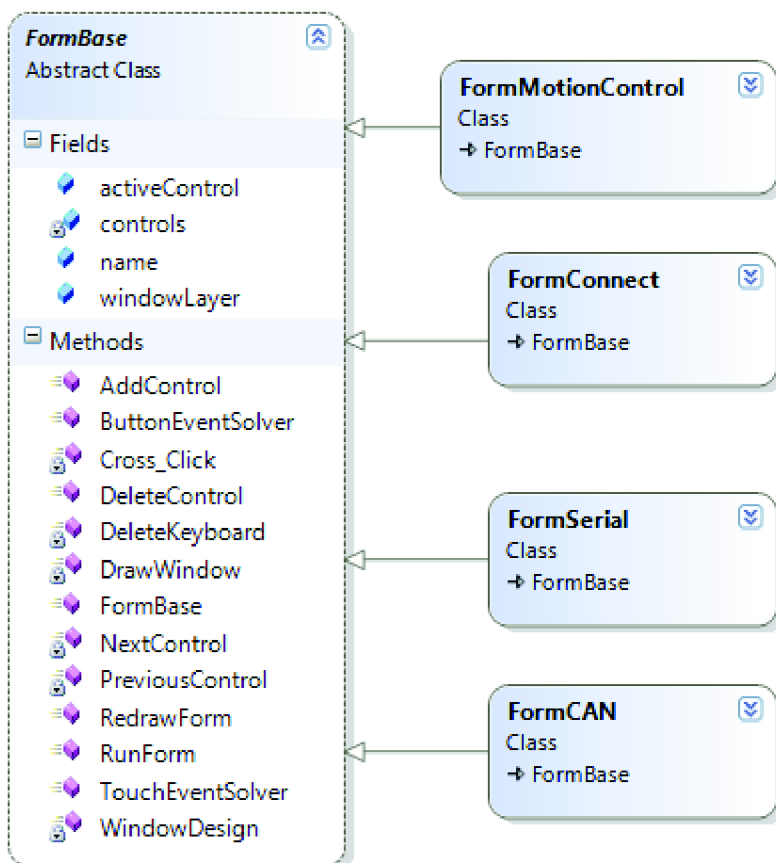 FormBase
Abstract Class
Fields
activeControl
controls
name
windowLayer
Methods
AddControl
ButtonEventSolver
Cross_Click
DeleteControl
DeleteKeyboard
DrawWindow
FormBase
NextControl
PreviousControl
RedrawForm
RunForm
TouchEventSolver
WindowDesign
FormMotionControl
Class
FormBase
FormConnect
Class
FormBase
FormSerial
Class
FormBase
FormCAN
Class
FormBase